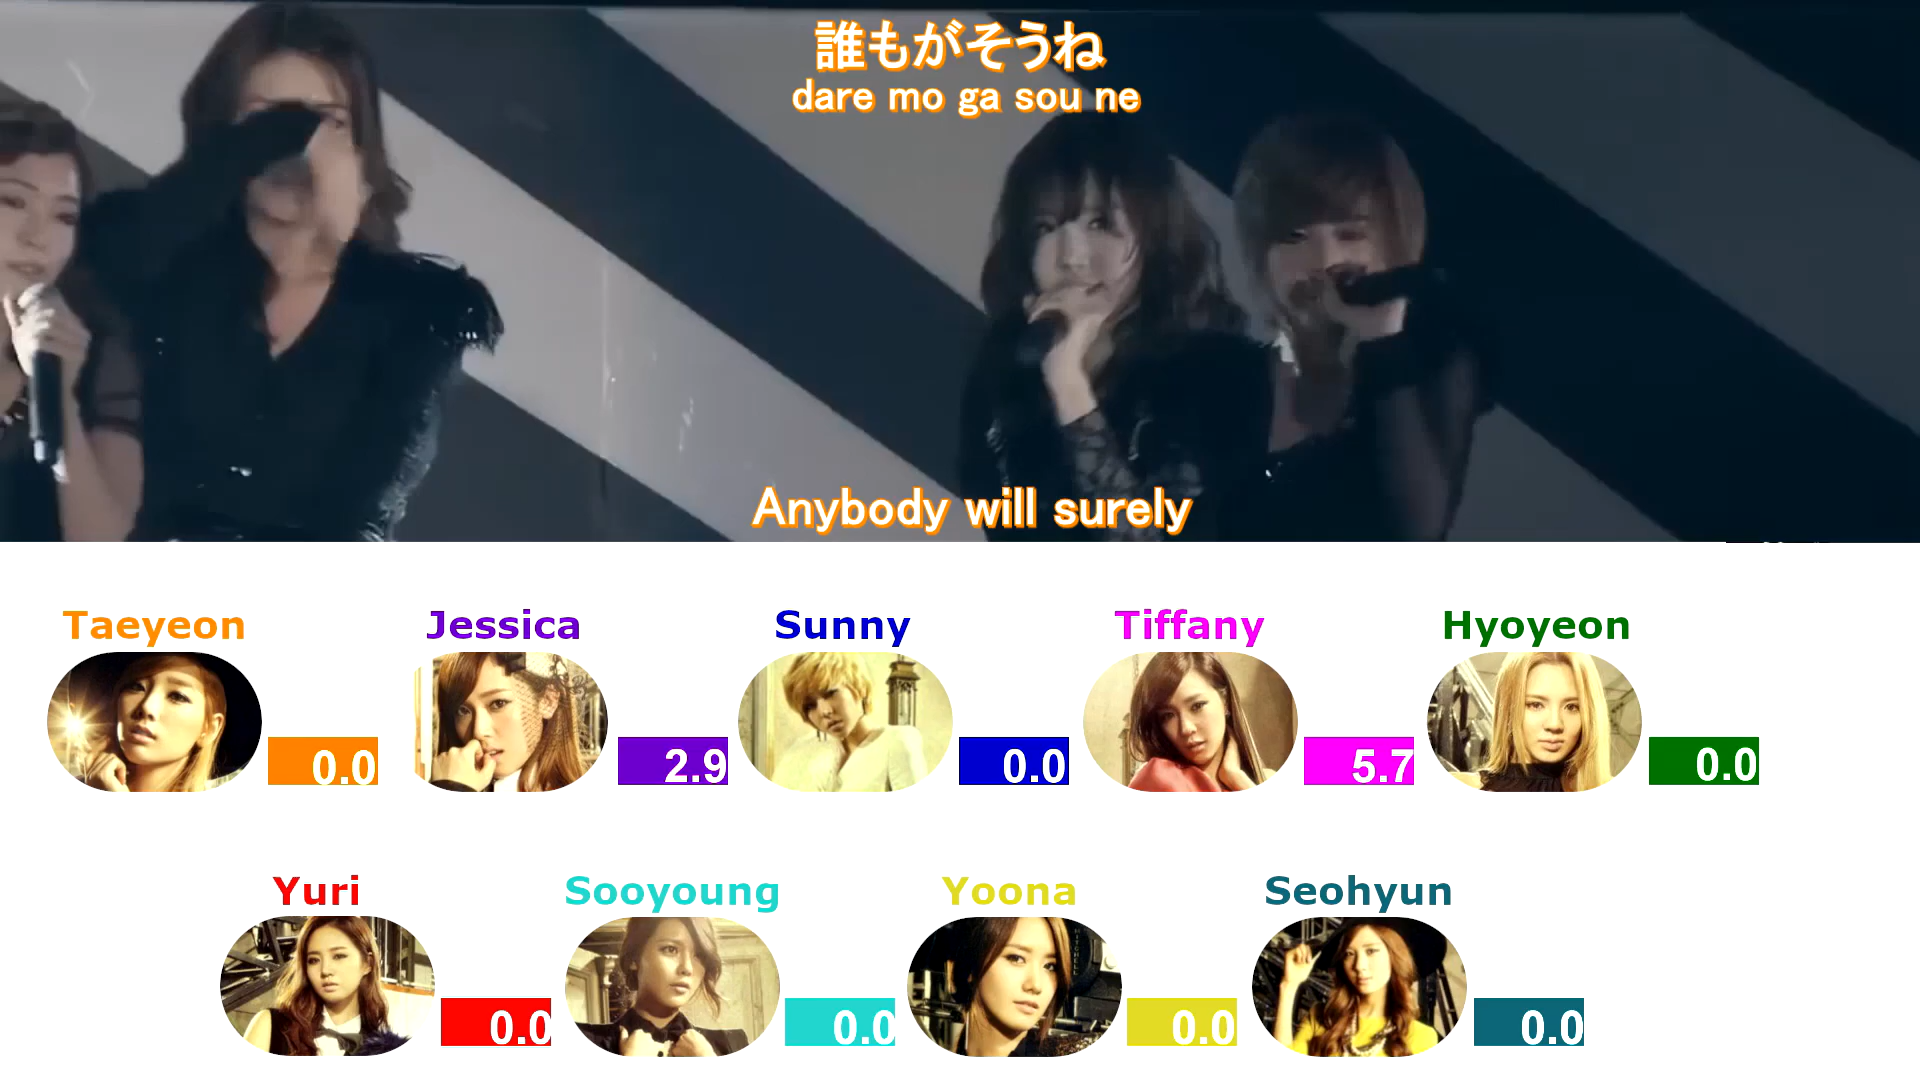 誰もがそうね
dare mo ga sou ne
Anybody will surely
Taeyeon
Jessica
Sunny
Tiffany
Hyoyeon
0.0
2.9
0.0
5.7
0.0
Yuri
Sooyoung
Yoona
Seohyun
0.0
0.0
0.0
0.0